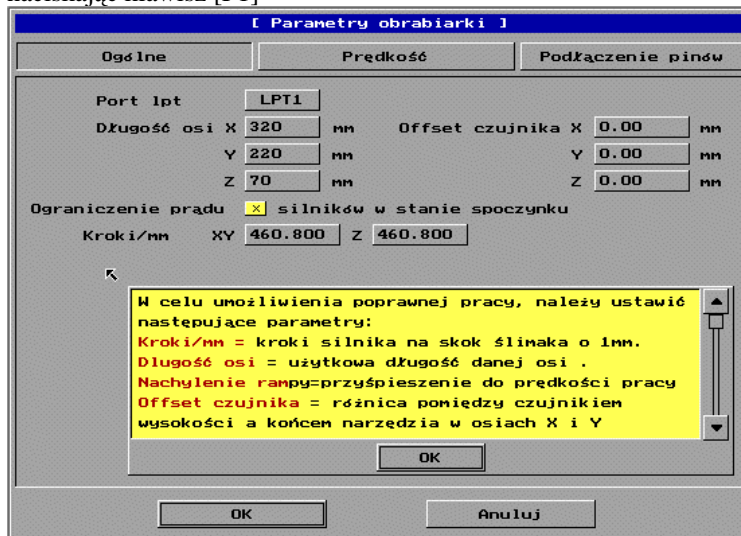 naciskając klawisz [F1]
[ Parametry obrabiarki ]
Ogólne Prędkość Podłączenie pinów
Port lpt LPT1
Długość osi X 320 mm Offset czujnika X 0.00 mm
Y 220 mm Y 0.00 mm
Z 70 mm Z 0.00 mm
Ograniczenie prądu x silników w stanie spoczynku
Kroki/mm XY 460.800 Z 460.800
W celu umożliwienia poprawnej pracy, należy ustawić
następujące parametry:
Kroki/mm = kroki silnika na skok ślimaka o 1mm.
Dlugość osi = użytkowa długość danej osi .
Nachylenie rampy=przyśpieszenie do prędkości pracy
Offset czujnika = różnica pomiędzy czujnikiem
wysokości a końcem narzędzia w osiach X i Y
OK
OK Anuluj